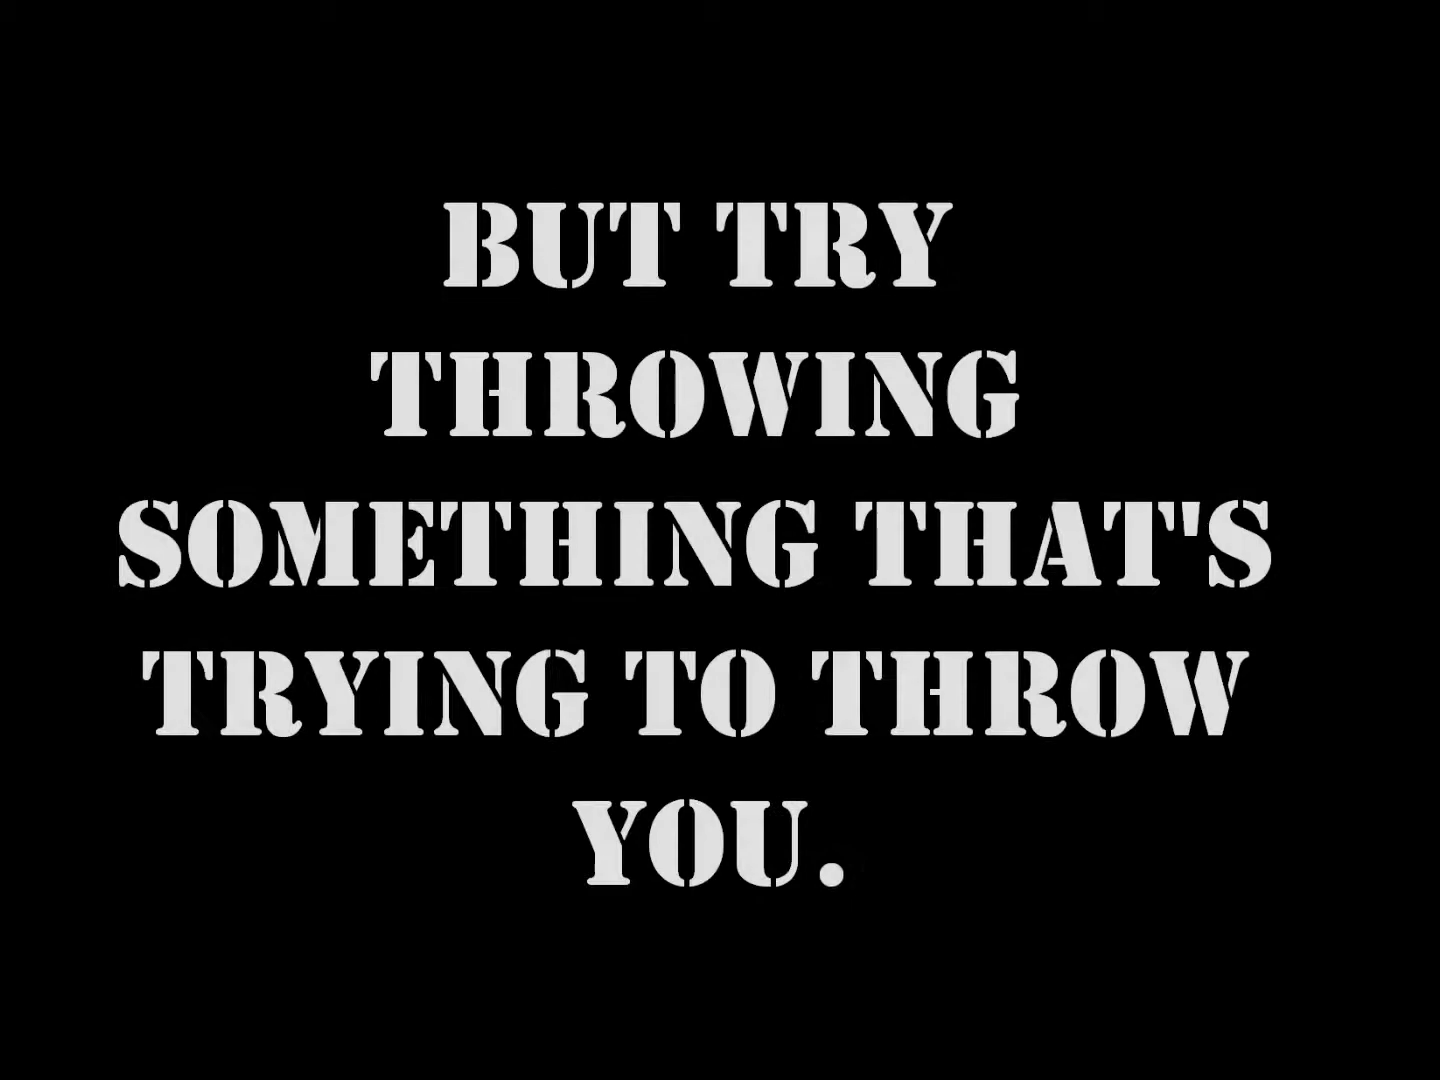 BUT TRY
THROWING
SOMETHING THAT'S
TRYING TO THROW
YOU.